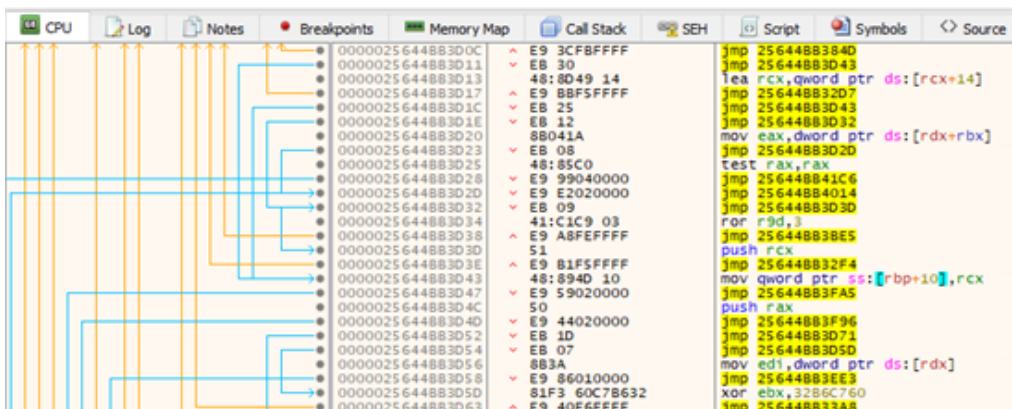 CPU Log Notes Breakpoints Memory Map Call Stack SEH Script Symbols Source
0000025644BB3D0C E9 3CFBFFFF jmp 25644BB384D
0000025644BB3D11 EB 30 jmp 25644BB3D43
0000025644BB3D13 48:8D49 14 lea rcx,qword ptr ds:[rcx+14]
0000025644BB3D17 E9 BBF5FFFF jmp 25644BB32D7
0000025644BB3D1C EB 25 jmp 25644BB3D43
0000025644BB3D1E EB 12 jmp 25644BB3D32
0000025644BB3D20 8B041A mov eax,dword ptr ds:[rdx+rbx]
0000025644BB3D23 EB 08 jmp 25644BB3D2D
0000025644BB3D25 48:85C0 test rax,rax
0000025644BB3D28 E9 99040000 jmp 25644BB41C6
0000025644BB3D2D E9 E2020000 jmp 25644BB4014
0000025644BB3D32 EB 09 jmp 25644BB3D3D
0000025644BB3D34 41:C1C9 03 ror r9d,3
0000025644BB3D38 E9 A8FEFFFF jmp 25644BB3BE5
0000025644BB3D3D 51 push rcx
0000025644BB3D3E E9 B1F5FFFF jmp 25644BB32F4
0000025644BB3D43 48:894D 10 mov qword ptr ss:[rbp+10],rcx
0000025644BB3D47 E9 59020000 jmp 25644BB3FA5
0000025644BB3D4C 50 push rax
0000025644BB3D4D E9 44020000 jmp 25644BB3F96
0000025644BB3D52 EB 1D jmp 25644BB3D71
0000025644BB3D54 EB 07 jmp 25644BB3D5D
0000025644BB3D56 8B3A mov edi,dword ptr ds:[rdx]
0000025644BB3D58 E9 86010000 jmp 25644BB3EE3
0000025644BB3D5D 81F3 60C7B632 xor ebx,32B6C760
0000025644BB3D63 E9 40F6FFFF jmp 25644BB33A8